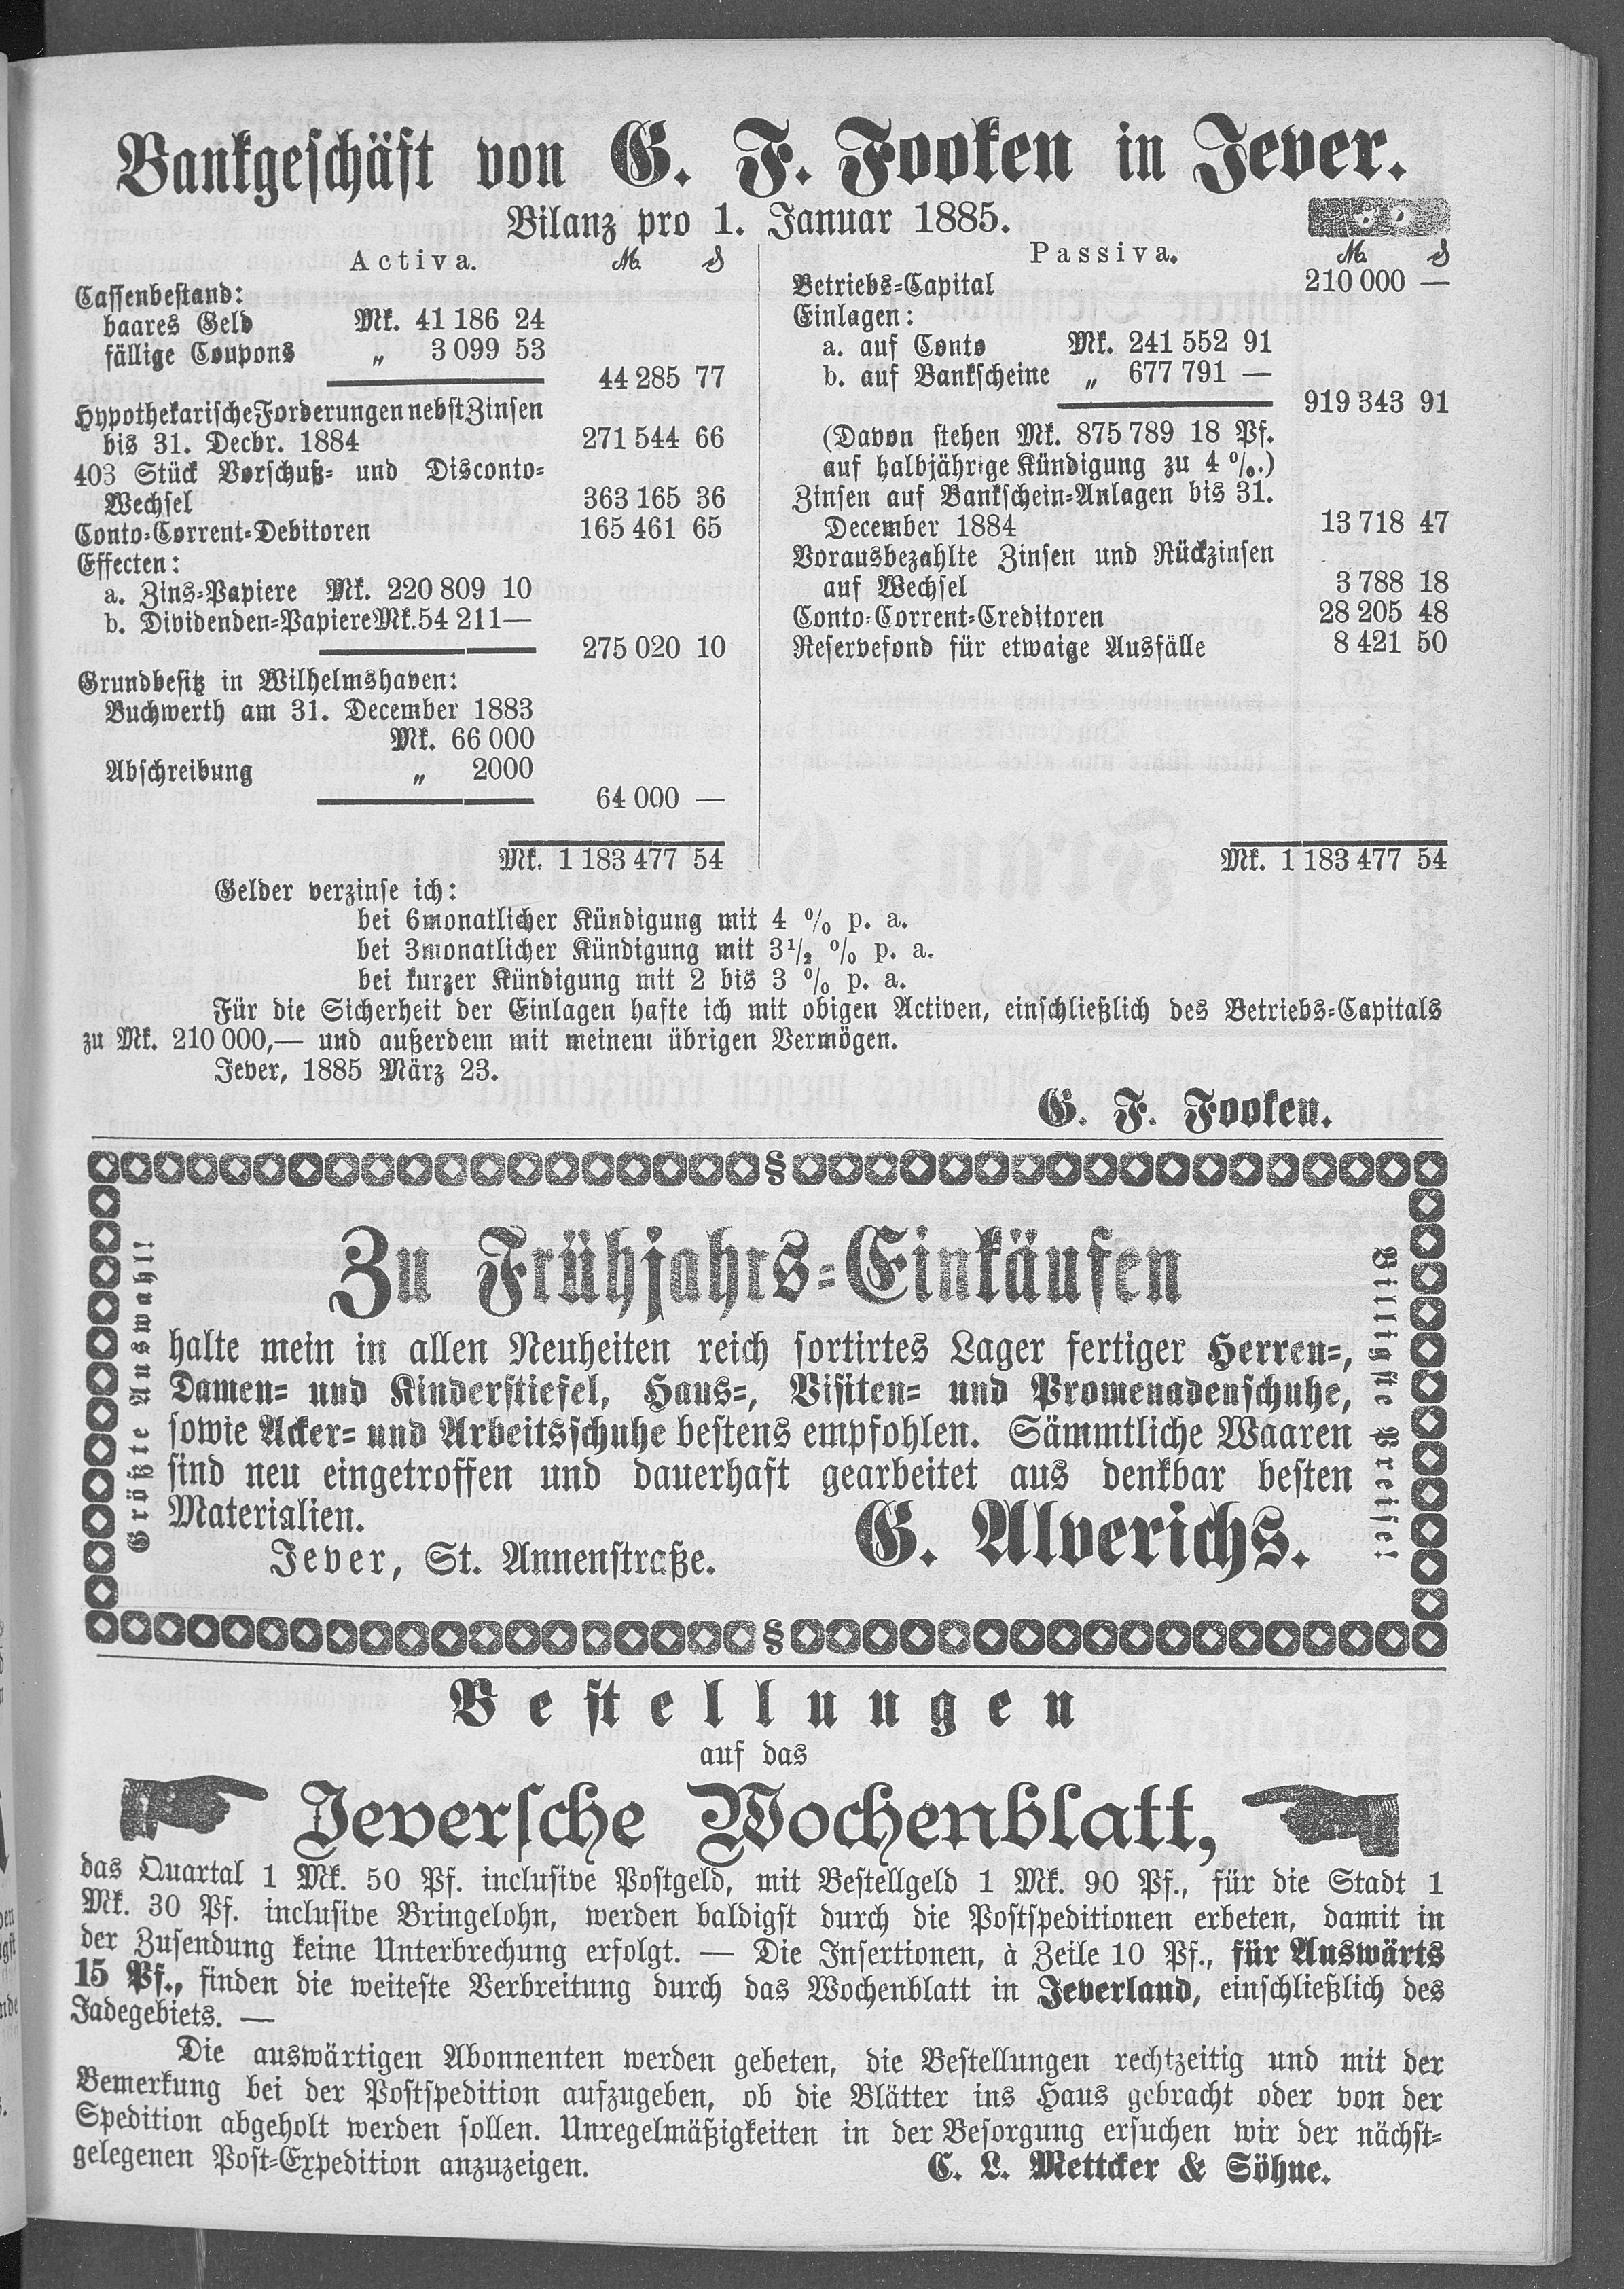 Bankgeschäft von G. F. Fooken in Jever.
Bilanz pro 1. Januar 1885.
Activa. M. ₰
Cassenbestand:
baares Geld Mk. 41 186 24
fällige Coupons „ 3 099 53
44 285 77
Hypothekarische Forderungen nebst Zinsen
bis 31. Decbr. 1884 271 544 66
403 Stück Vorschuß- und Disconto-
Wechsel 363 165 36
Conto-Corrent-Debitoren 165 461 65
Effecten:
a. Zins-Papiere Mk. 220 809 10
b. Dividenden-Papiere Mk. 54 211 —
275 020 10
Grundbesitz in Wilhelmshaven:
Buchwerth am 31. December 1883
Mk. 66 000
Abschreibung „ 2000
64 000 —
Mk. 1 183 477 54
Passiva. M. ₰
Betriebs-Capital 210 000 —
Einlagen:
a. auf Conto Mk. 241 552 91
b. auf Bankscheine „ 677 791 —
919 343 91
(Davon stehen Mk. 875 789 18 Pf.
auf halbjährige Kündigung zu 4 %.)
Zinsen auf Bankschein-Anlagen bis 31.
December 1884 13 718 47
Vorausbezahlte Zinsen und Rückzinsen
auf Wechsel 3 788 18
Conto-Corrent-Creditoren 28 205 48
Reservefond für etwaige Ausfälle 8 421 50
Mk. 1 183 477 54
Gelder verzinse ich:
bei 6monatlicher Kündigung mit 4 % p. a.
bei 3monatlicher Kündigung mit 3½ % p. a.
bei kurzer Kündigung mit 2 bis 3 % p. a.
Für die Sicherheit der Einlagen hafte ich mit obigen Activen, einschließlich des Betriebs-Capitals
zu Mk. 210 000,— und außerdem mit meinem übrigen Vermögen.
Jever, 1885 März 23.
G. F. Fooken.
Größte Auswahl!
Zu Frühjahrs-Einkäufen
halte mein in allen Neuheiten reich sortirtes Lager fertiger Herren-,
Damen- und Kinderstiefel, Haus-, Visiten- und Promenadenschuhe,
sowie Acker- und Arbeitsschuhe bestens empfohlen. Sämmtliche Waaren
sind neu eingetroffen und dauerhaft gearbeitet aus denkbar besten
Materialien.
G. Alverichs.
Jever, St. Annenstraße.
Billigste Preise!
Bestellungen
auf das
Jeversche Wochenblatt,
das Quartal 1 Mk. 50 Pf. inclusive Postgeld, mit Bestellgeld 1 Mk. 90 Pf., für die Stadt 1
Mk. 30 Pf. inclusive Bringelohn, werden baldigst durch die Postspeditionen erbeten, damit in
der Zusendung keine Unterbrechung erfolgt. — Die Insertionen, à Zeile 10 Pf., für Auswärts
15 Pf., finden die weiteste Verbreitung durch das Wochenblatt in Jeverland, einschließlich des
Jadegebiets. —
Die auswärtigen Abonnenten werden gebeten, die Bestellungen rechtzeitig und mit der
Bemerkung bei der Postspedition aufzugeben, ob die Blätter ins Haus gebracht oder von der
Spedition abgeholt werden sollen. Unregelmäßigkeiten in der Besorgung ersuchen wir der nächst-
gelegenen Post-Expedition anzuzeigen.
C. L. Mettcker & Söhne.